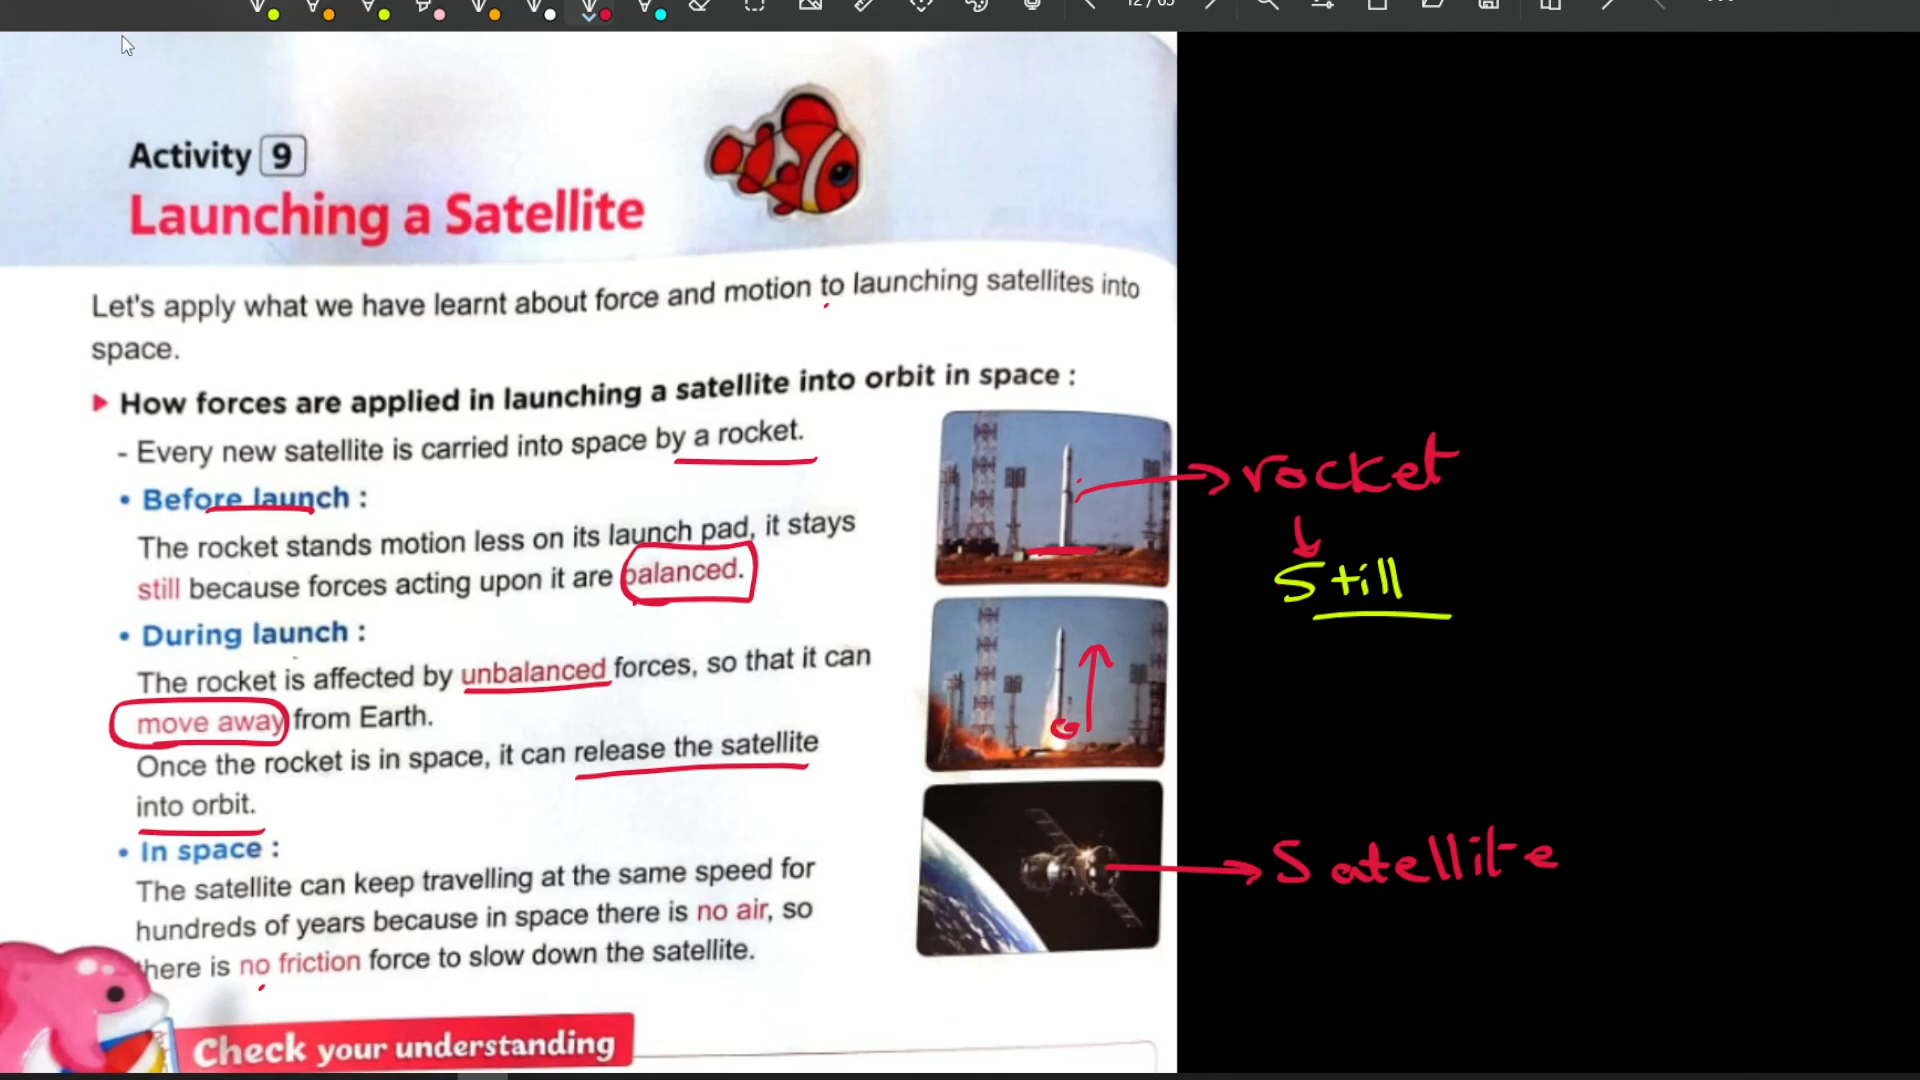 12/65
Activity 9
Launching a Satellite
Let's apply what we have learnt about force and motion to launching satellites into
space.
How forces are applied in launching a satellite into orbit in space :
- Every new satellite is carried into space by a rocket.
• Before launch :
The rocket stands motion less on its launch pad, it stays
still because forces acting upon it are balanced.
• During launch :
The rocket is affected by unbalanced forces, so that it can
move away from Earth.
Once the rocket is in space, it can release the satellite
into orbit.
• In space :
The satellite can keep travelling at the same speed for
hundreds of years because in space there is no air, so
there is no friction force to slow down the satellite.
Check your understanding
rocket
Still
Satellite